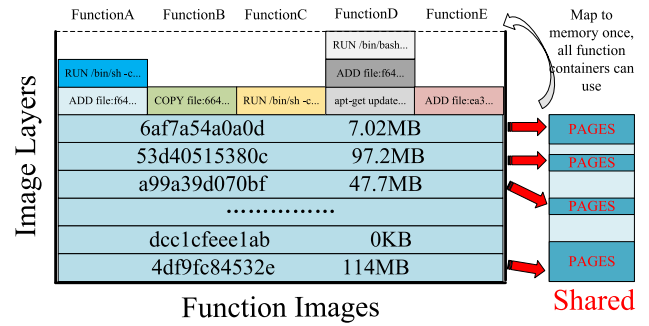 FunctionA FunctionB FunctionC FunctionD FunctionE
Map to
memory once,
all function
containers can
use
RUN /bin/bash...
RUN /bin/sh -c...
ADD file:f64...
ADD file:f64...
COPY file:664...
RUN /bin/sh -c...
apt-get update...
ADD file:ea3...
Image Layers
6af7a54a0a0d 7.02MB
53d40515380c 97.2MB
a99a39d070bf 47.7MB
……………
dcc1cfeee1ab 0KB
4df9fc84532e 114MB
PAGES
PAGES
PAGES
PAGES
Function Images
Shared